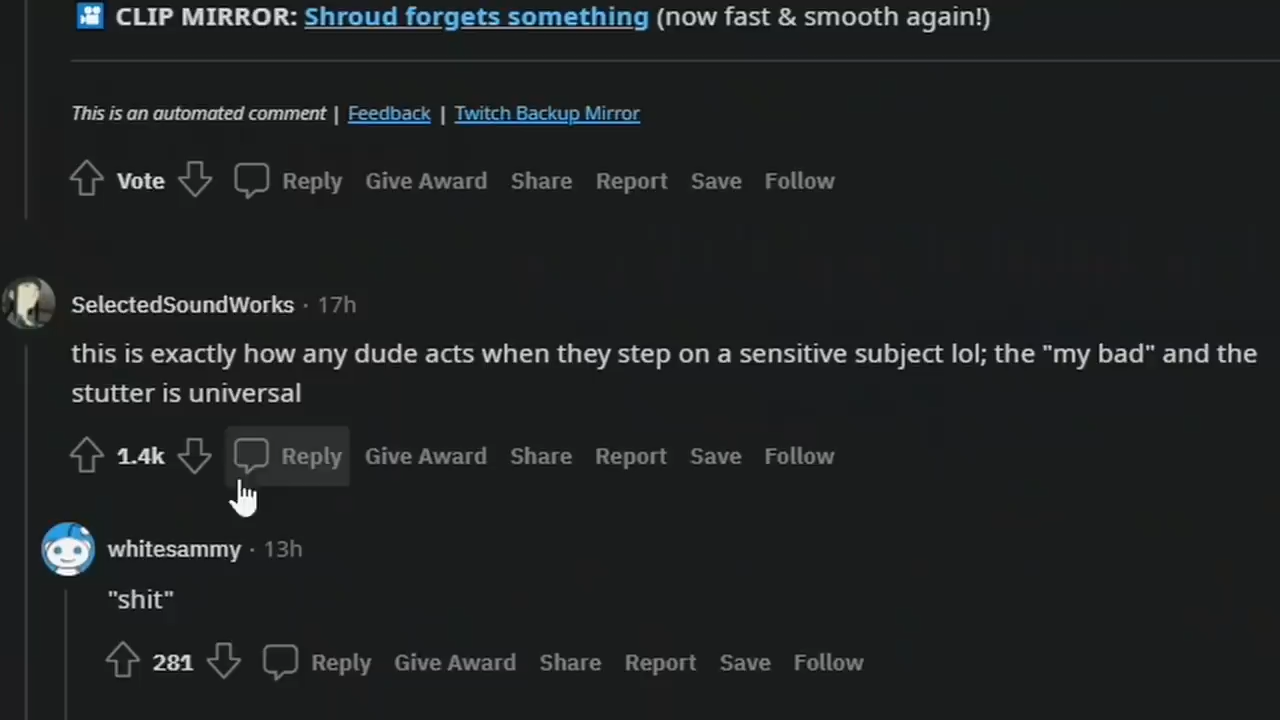 CLIP MIRROR: Shroud forgets something (now fast & smooth again!)
This is an automated comment | Feedback | Twitch Backup Mirror
Vote Reply Give Award Share Report Save Follow
SelectedSoundWorks · 17h
this is exactly how any dude acts when they step on a sensitive subject lol; the "my bad" and the
stutter is universal
1.4k Reply Give Award Share Report Save Follow
whitesammy · 13h
"shit"
281 Reply Give Award Share Report Save Follow